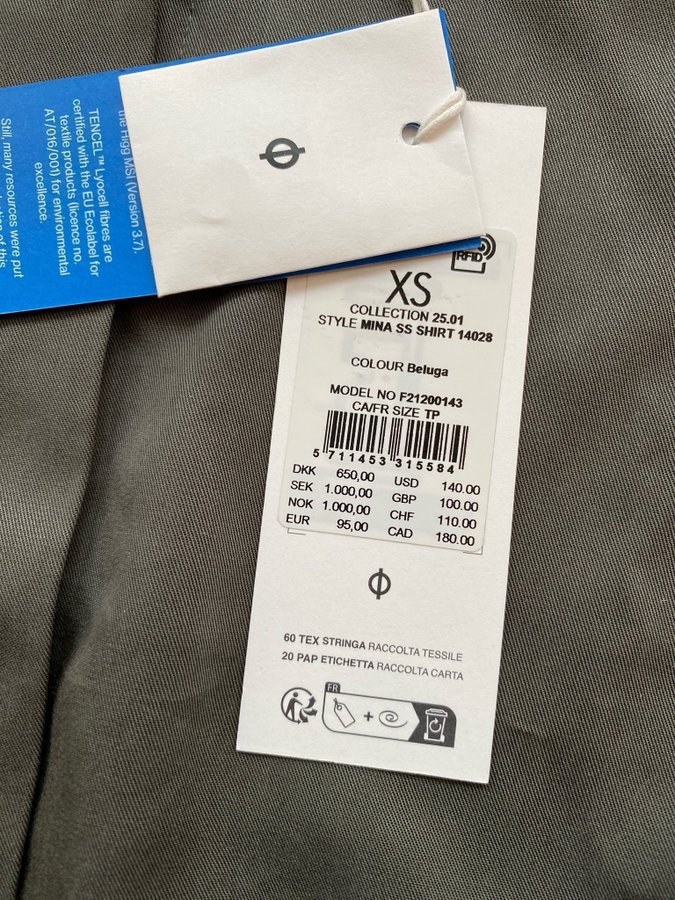 the Higg MSI (Version 3.7).
TENCEL™ Lyocell fibres are
certified with the EU Ecolabel for
textile products (licence no.
AT/016/001) for environmental
excellence.
Still, many resources were put
of this
RFID
XS
COLLECTION 25.01
STYLE MINA SS SHIRT 14028
COLOUR Beluga
MODEL NO F21200143
CA/FR SIZE TP
5 711453 315584
DKK 650,00 USD 140.00
SEK 1.000,00 GBP 100.00
NOK 1.000,00 CHF 110.00
EUR 95,00 CAD 180.00
60 TEX STRINGA RACCOLTA TESSILE
20 PAP ETICHETTA RACCOLTA CARTA
FR
+